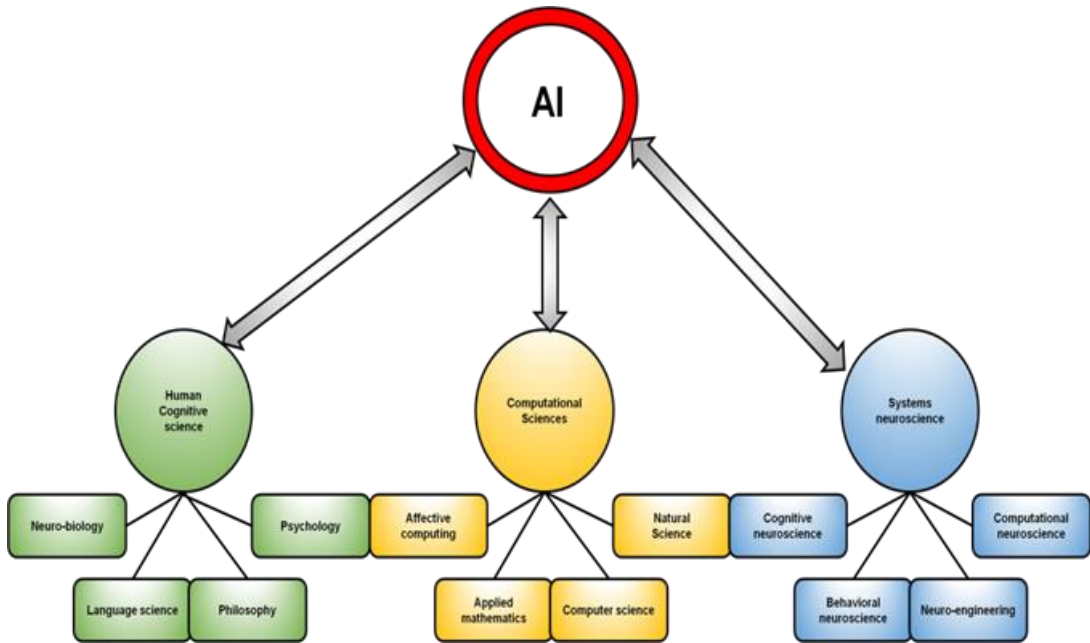 AI
Human
Cognitive
science
Computational
Sciences
Systems
neuroscience
Neuro-biology
Psychology
Affective
computing
Natural
Science
Cognitive
neuroscience
Computational
neuroscience
Language science
Philosophy
Applied
mathematics
Computer science
Behavioral
neuroscience
Neuro-engineering